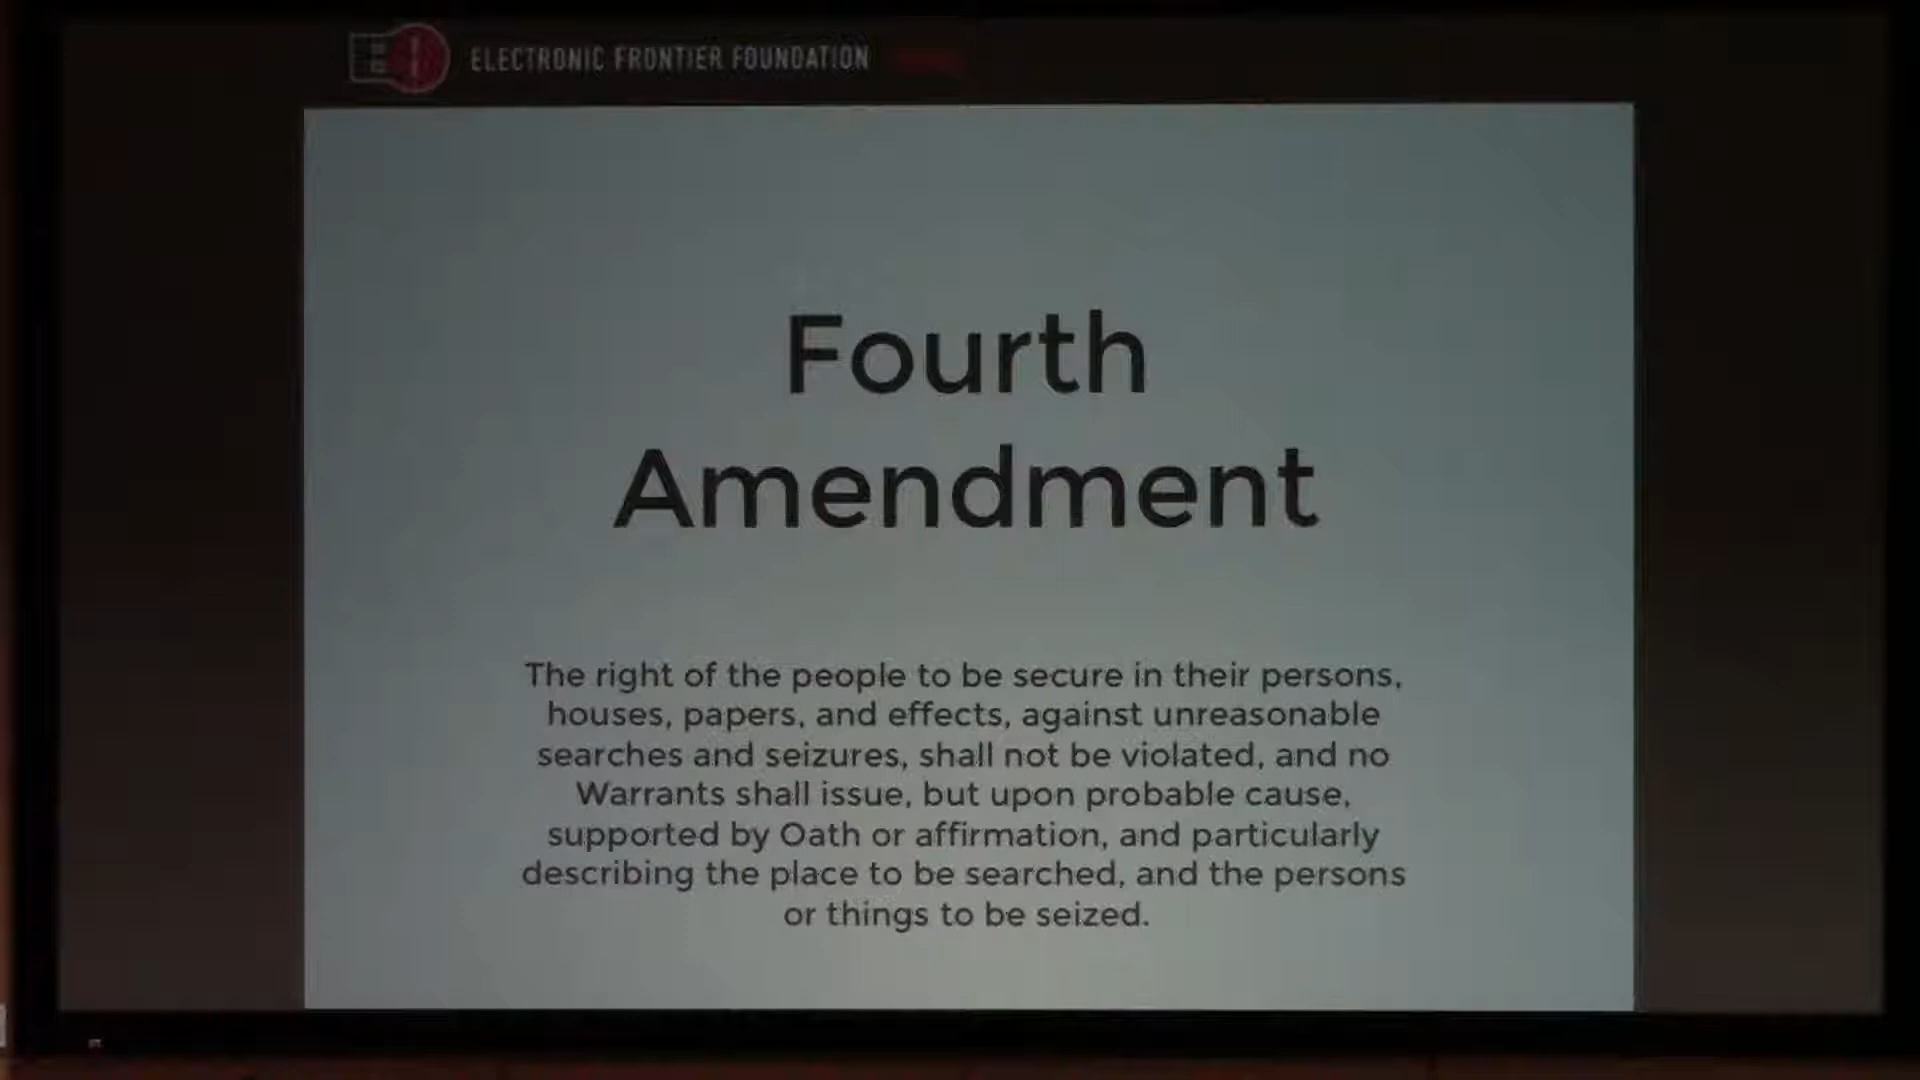 ELECTRONIC FRONTIER FOUNDATION
Fourth
Amendment
The right of the people to be secure in their persons,
houses, papers, and effects, against unreasonable
searches and seizures, shall not be violated, and no
Warrants shall issue, but upon probable cause,
supported by Oath or affirmation, and particularly
describing the place to be searched, and the persons
or things to be seized.